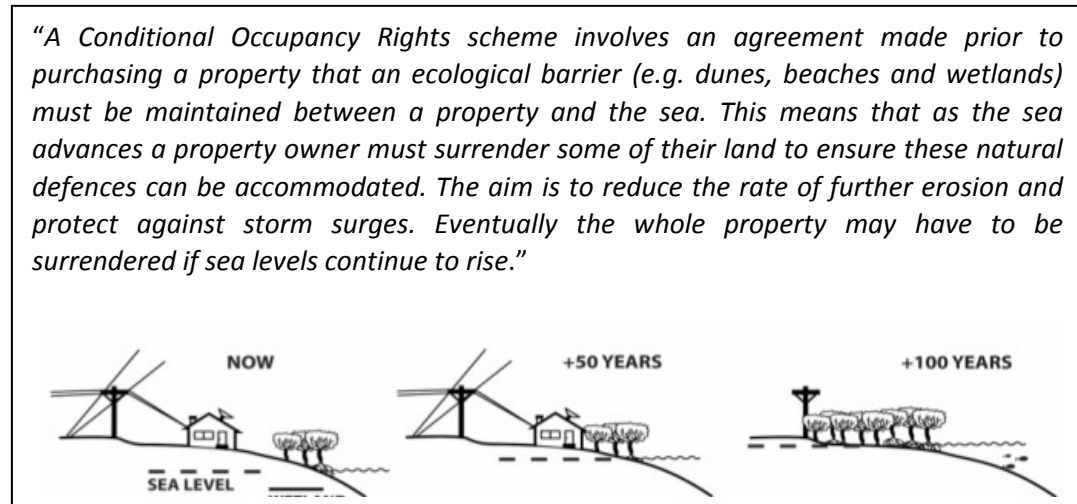 “A Conditional Occupancy Rights scheme involves an agreement made prior to
purchasing a property that an ecological barrier (e.g. dunes, beaches and wetlands)
must be maintained between a property and the sea. This means that as the sea
advances a property owner must surrender some of their land to ensure these natural
defences can be accommodated. The aim is to reduce the rate of further erosion and
protect against storm surges. Eventually the whole property may have to be
surrendered if sea levels continue to rise.”
NOW +50 YEARS +100 YEARS
SEA LEVEL
WETLAND